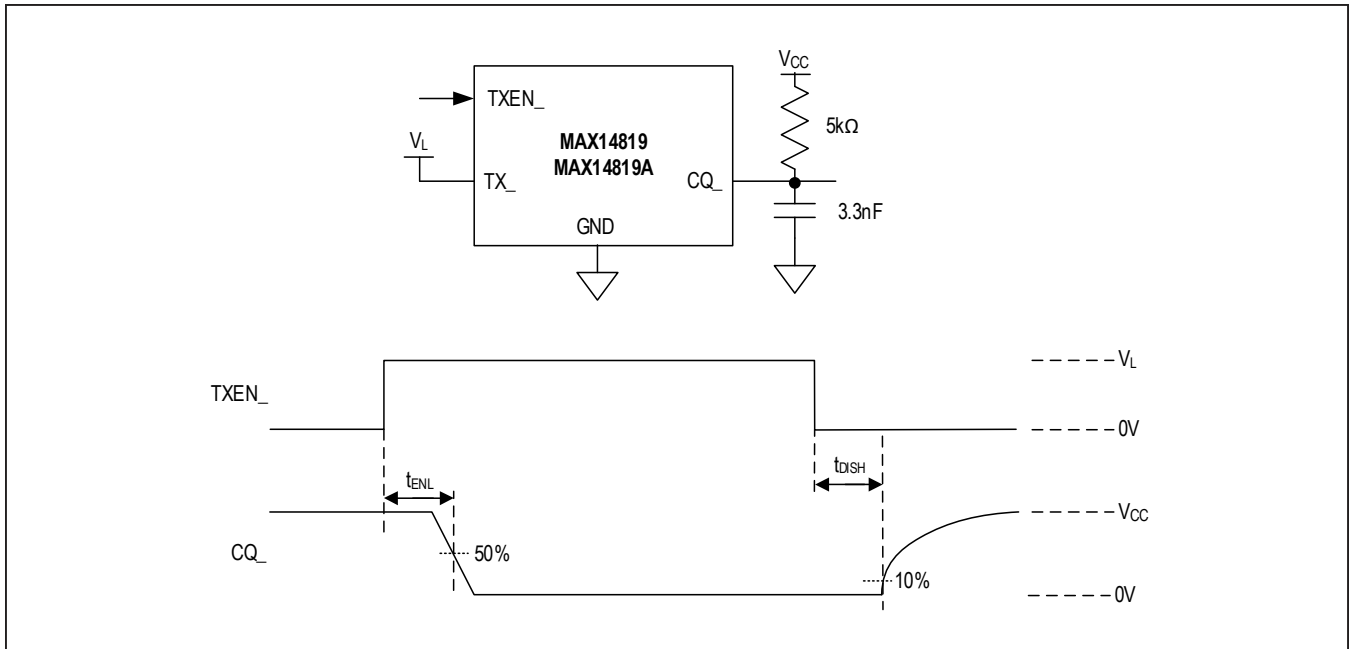 VCC
5kΩ
TXEN_
MAX14819
MAX14819A
VL
TX_
CQ_
3.3nF
GND
TXEN_
VL
0V
tENL
tDISH
CQ_
50%
10%
VCC
0V